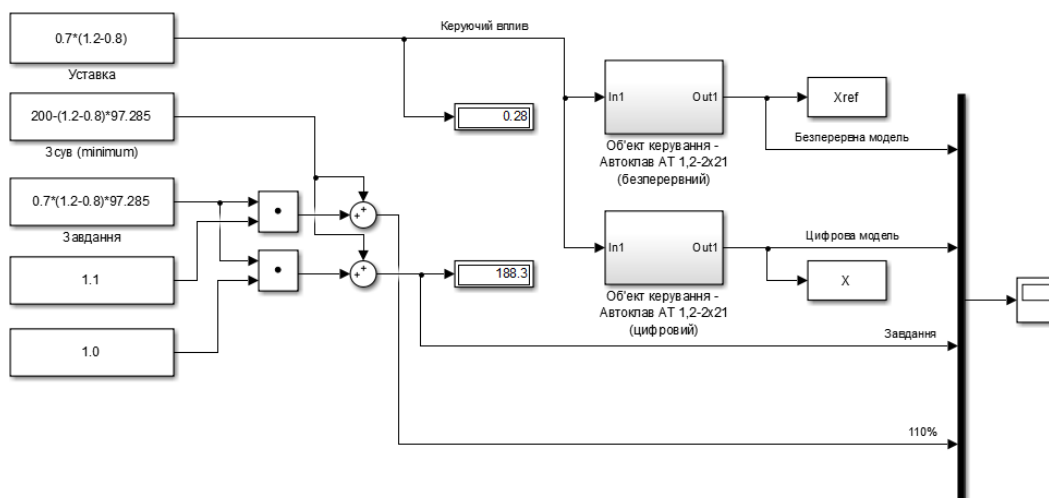 0.7*(1.2-0.8)
Уставка
Керуючий вплив
200-(1.2-0.8)*97.285
Зсув (minimum)
0.28
In1
Out1
Об'ект керування -
Автоклав АТ 1,2-2х21
(безперервний)
Xref
Безперервна модель
0.7*(1.2-0.8)*97.285
Завдання
1.1
1.0
+
+
+
+
188.3
In1
Out1
Об'ект керування -
Автоклав АТ 1,2-2х21
(цифровий)
Цифрова модель
X
Завдання
110%